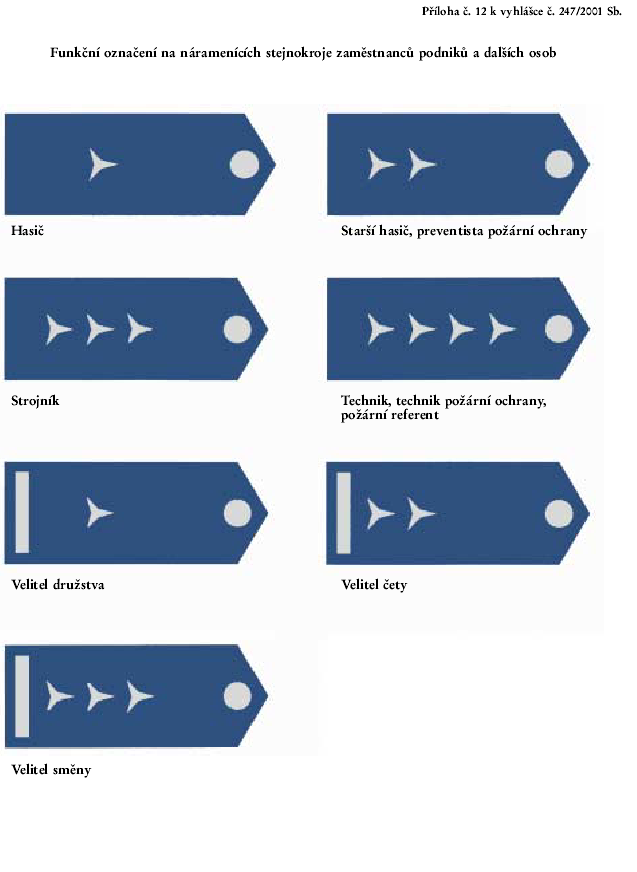 Příloha č. 12 k vyhlášce č. 247/2001 Sb.
Funkční označení na náramenících stejnokroje zaměstnanců podniků a dalších osob
Hasič
Starší hasič, preventista požární ochrany
Strojník
Technik, technik požární ochrany,
požární referent
Velitel družstva
Velitel čety
Velitel směny